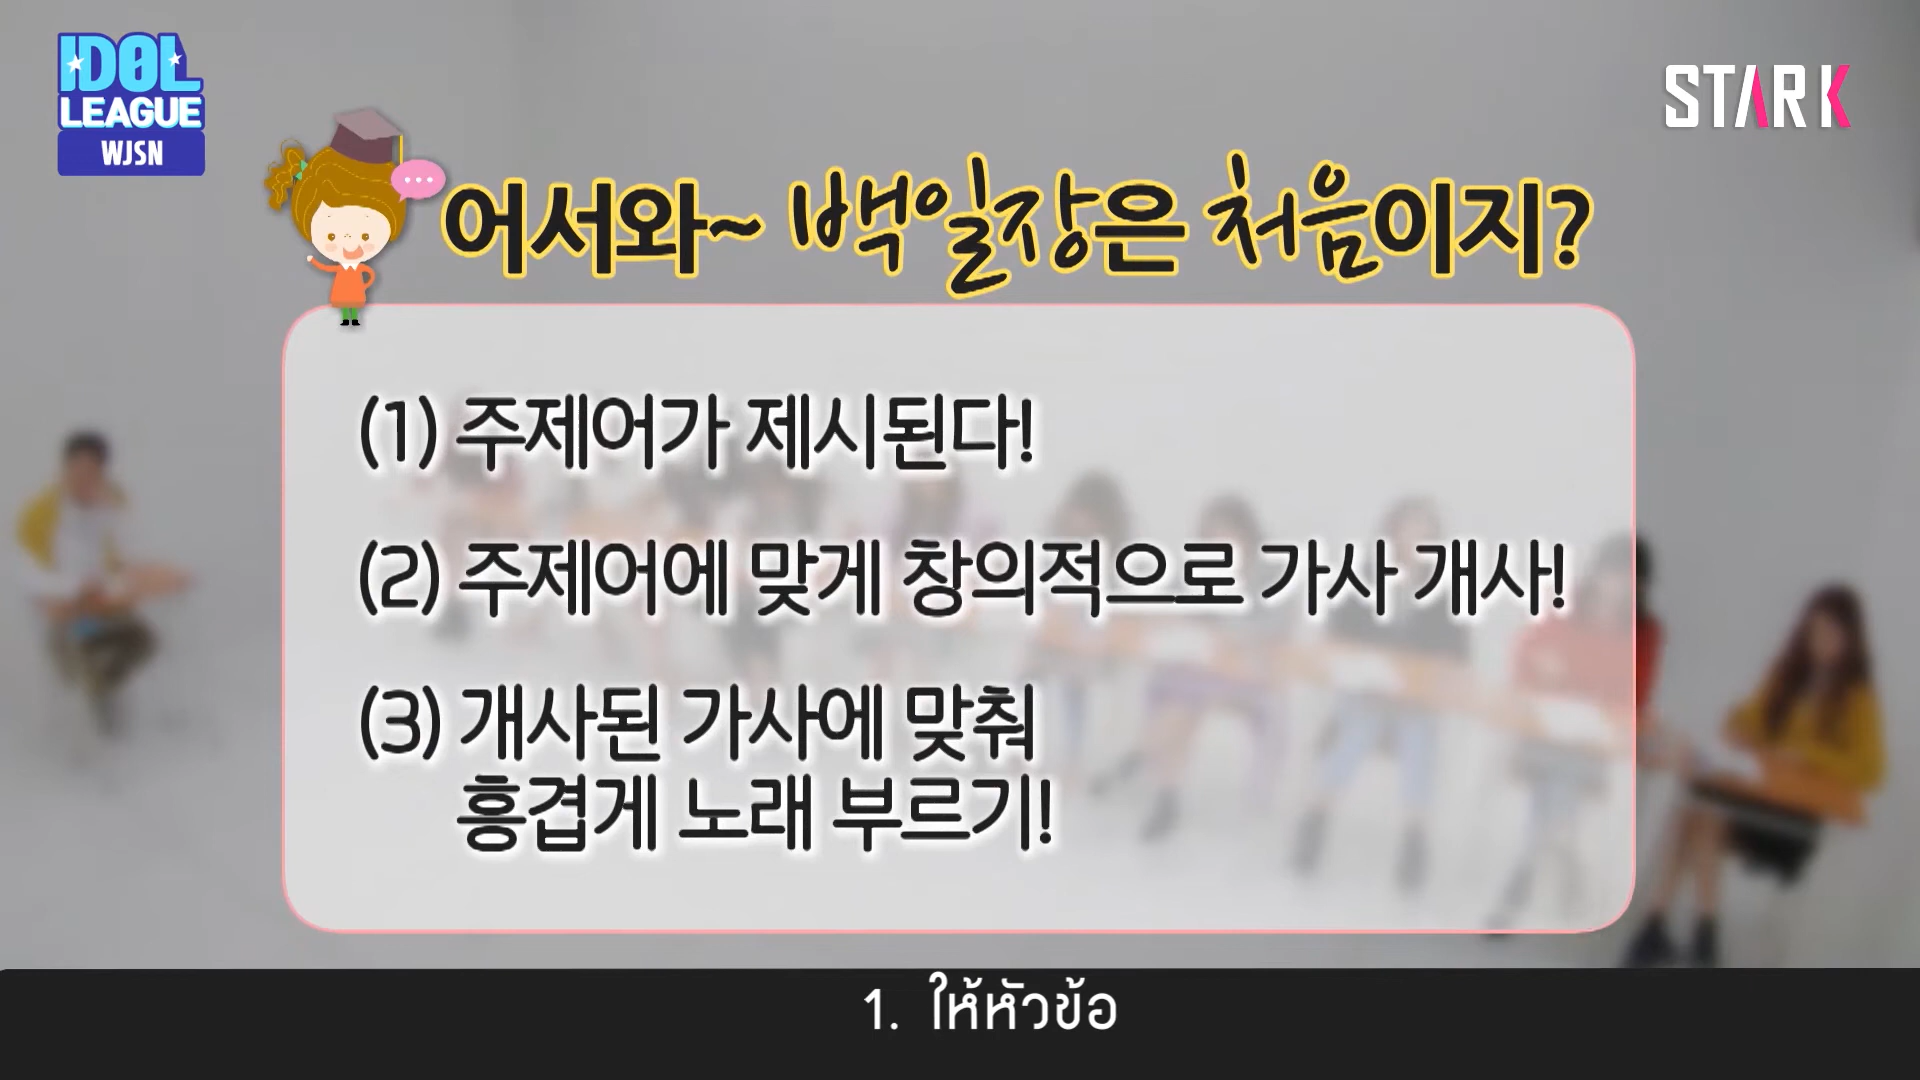 IDOL
LEAGUE
WJSN
STARK
어서와~ 백일장은 처음이지?
(1) 주제어가 제시된다!
(2) 주제어에 맞게 창의적으로 가사 개사!
(3) 개사된 가사에 맞춰
흥겹게 노래 부르기!
1. ให้หัวข้อ